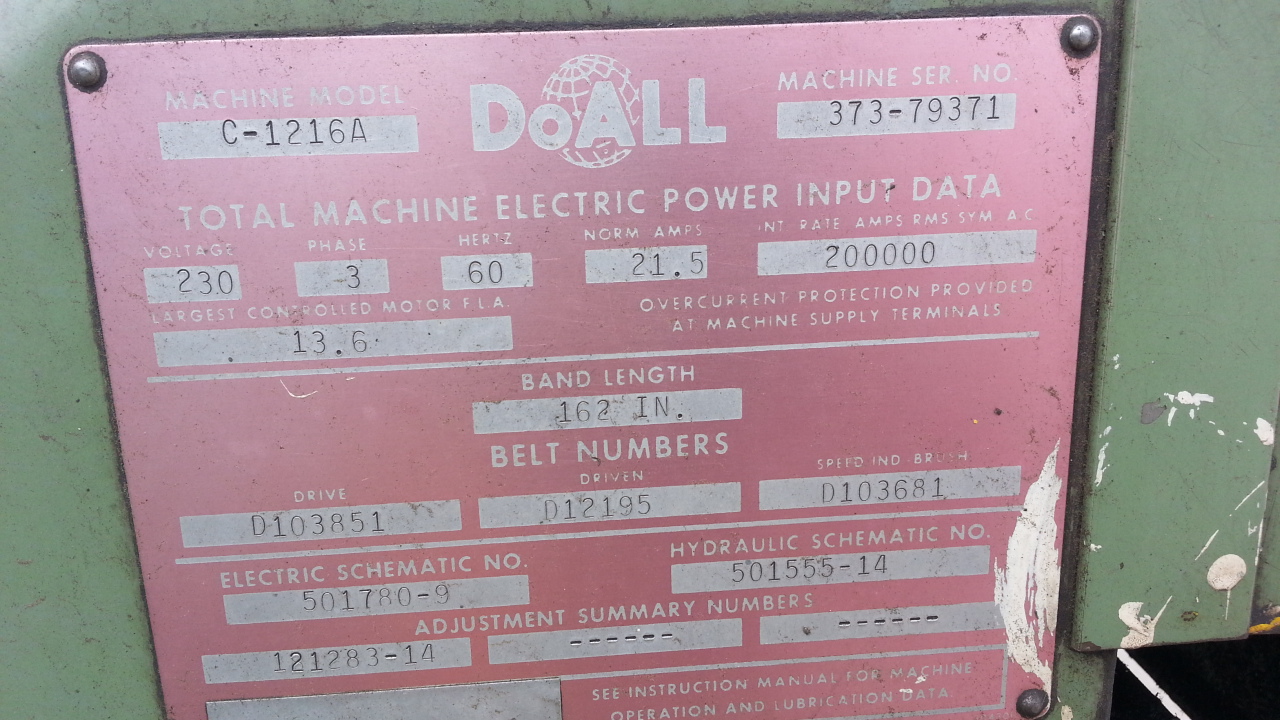 MACHINE MODEL
C-1216A
DoALL
MACHINE SER. NO.
373-79371
TOTAL MACHINE ELECTRIC POWER INPUT DATA
VOLTAGE PHASE HERTZ NORM AMPS INT RATE AMPS RMS SYM A C
230 3 60 21.5 200000
LARGEST CONTROLLED MOTOR F.L.A.
13.6
OVERCURRENT PROTECTION PROVIDED
AT MACHINE SUPPLY TERMINALS
BAND LENGTH
162 IN.
BELT NUMBERS
DRIVE DRIVEN SPEED IND BRUSH
D103851 D12195 D103681
ELECTRIC SCHEMATIC NO. HYDRAULIC SCHEMATIC NO.
501780-9 501555-14
ADJUSTMENT SUMMARY NUMBERS
121283-14 ------ ------
SEE INSTRUCTION MANUAL FOR MACHINE
OPERATION AND LUBRICATION DATA.